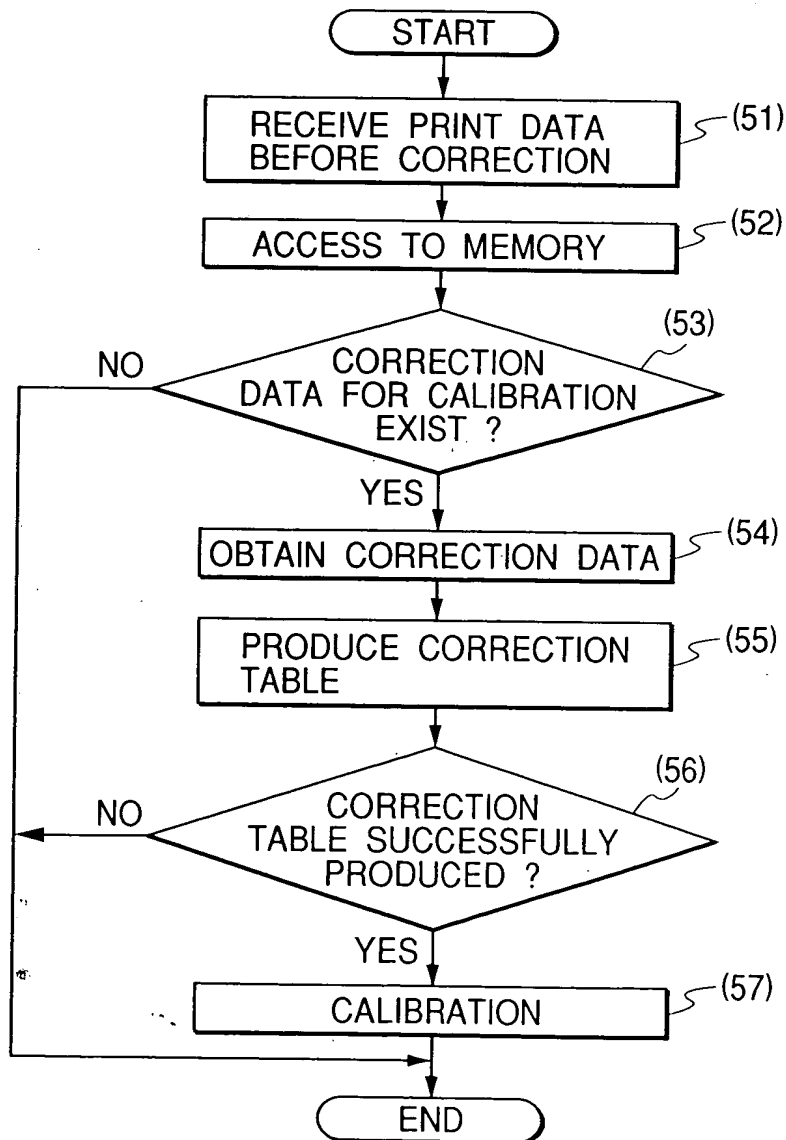 START
RECEIVE PRINT DATA
BEFORE CORRECTION
(51)
ACCESS TO MEMORY
(52)
CORRECTION
DATA FOR CALIBRATION
EXIST ?
(53)
NO
YES
OBTAIN CORRECTION DATA
(54)
PRODUCE CORRECTION
TABLE
(55)
CORRECTION
TABLE SUCCESSFULLY
PRODUCED ?
(56)
NO
YES
CALIBRATION
(57)
END